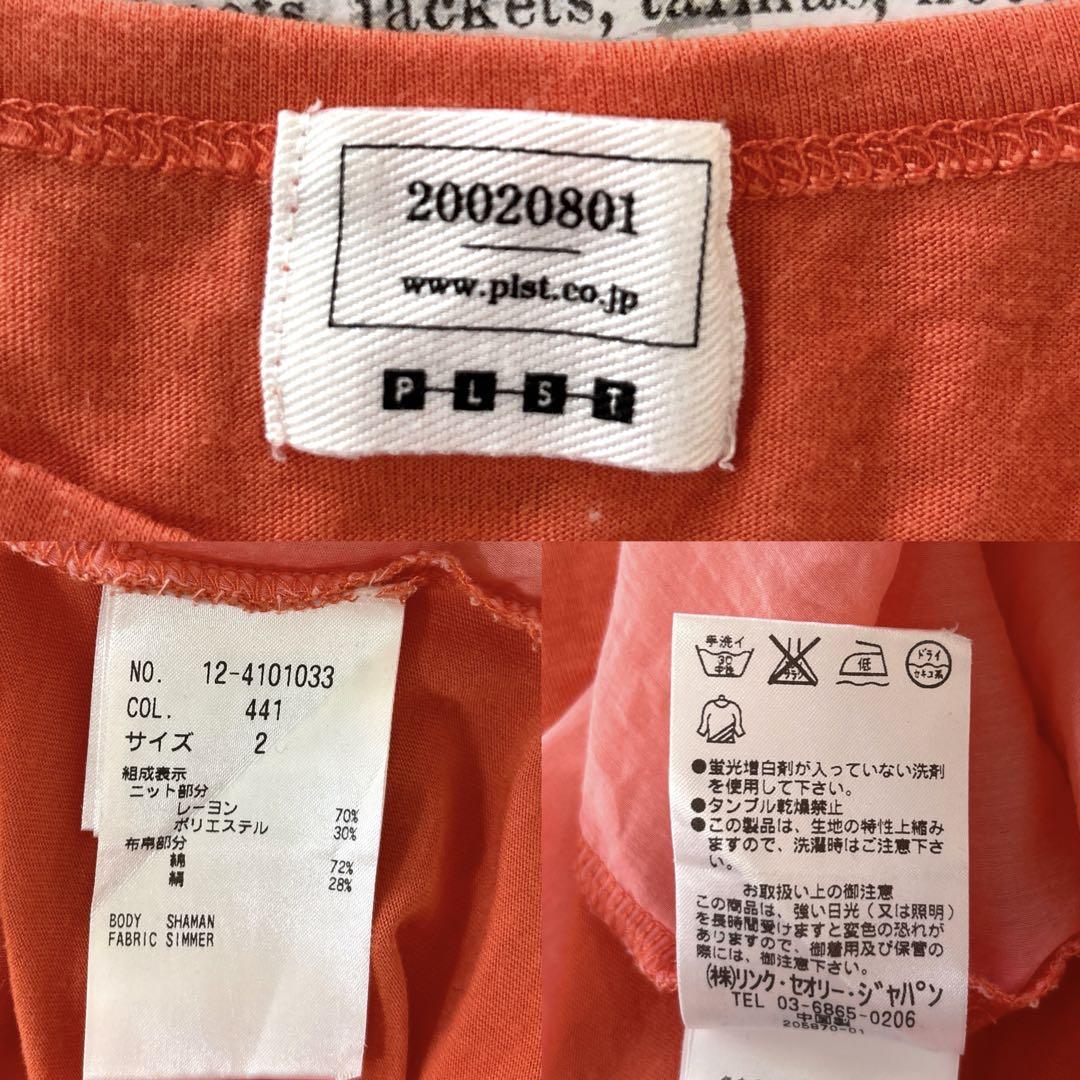 jackets,
20020801
www.plst.co.jp
PLST
NO. 12-4101033
COL. 441
サイズ 2
組成表示
ニット部分
レーヨン 70%
ポリエステル 30%
布帛部分
綿 72%
絹 28%
BODY SHAMAN
FABRIC SIMMER
手洗イ
30
中性
低
ドライ
セキユ系
●蛍光増白剤が入っていない洗剤
を使用して下さい。
●タンブル乾燥禁止
●この製品は、生地の特性上縮み
ますので、洗濯時はご注意下さ
い。
お取扱い上の御注意
この商品は、強い日光(又は照明)
を長時間受けますと変色の恐れが
ありますので、御着用及び保管の
際には、御注意下さい。
(株)リンク・セオリー・ジャパン
TEL 03-6865-0206
中国製
205870-01